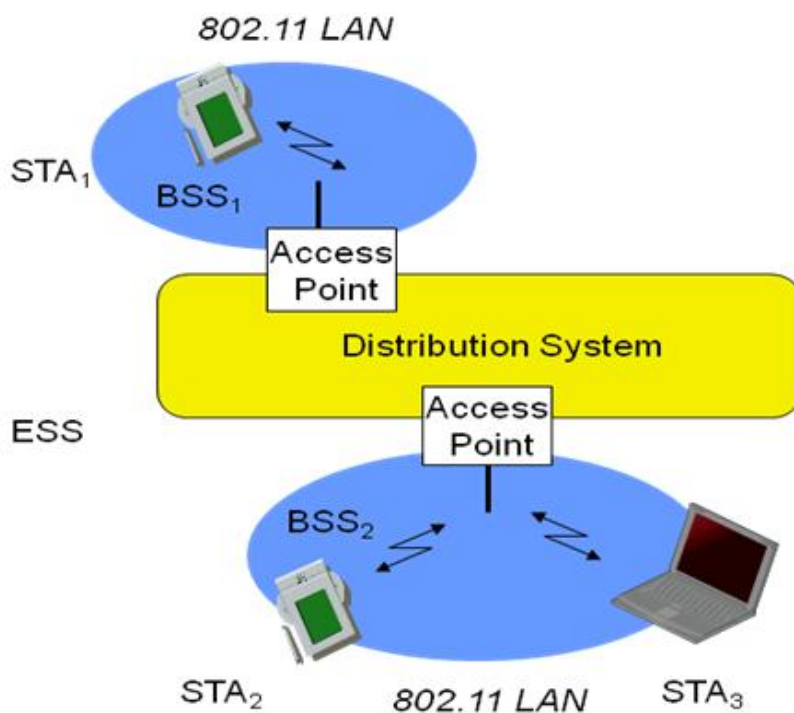 802.11 LAN
STA₁
BSS₁
Access
Point
Distribution System
ESS
Access
Point
BSS₂
STA₂
802.11 LAN
STA₃